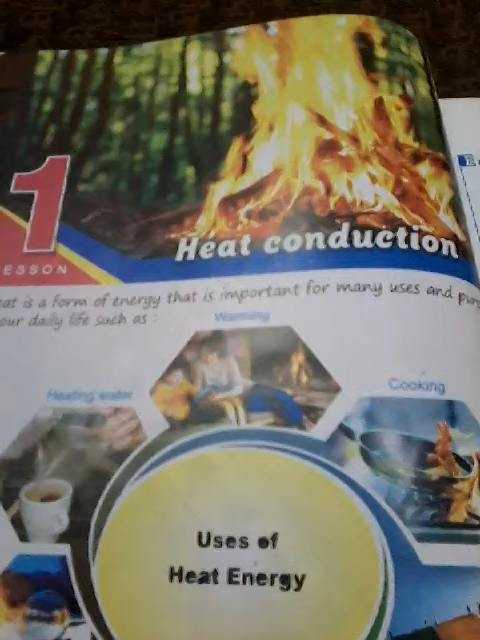 1
ESSON
Heat conduction
eat is a form of energy that is important for many uses and pur
our daily life such as :
Warming
Heating water
Cooking
Uses of
Heat Energy